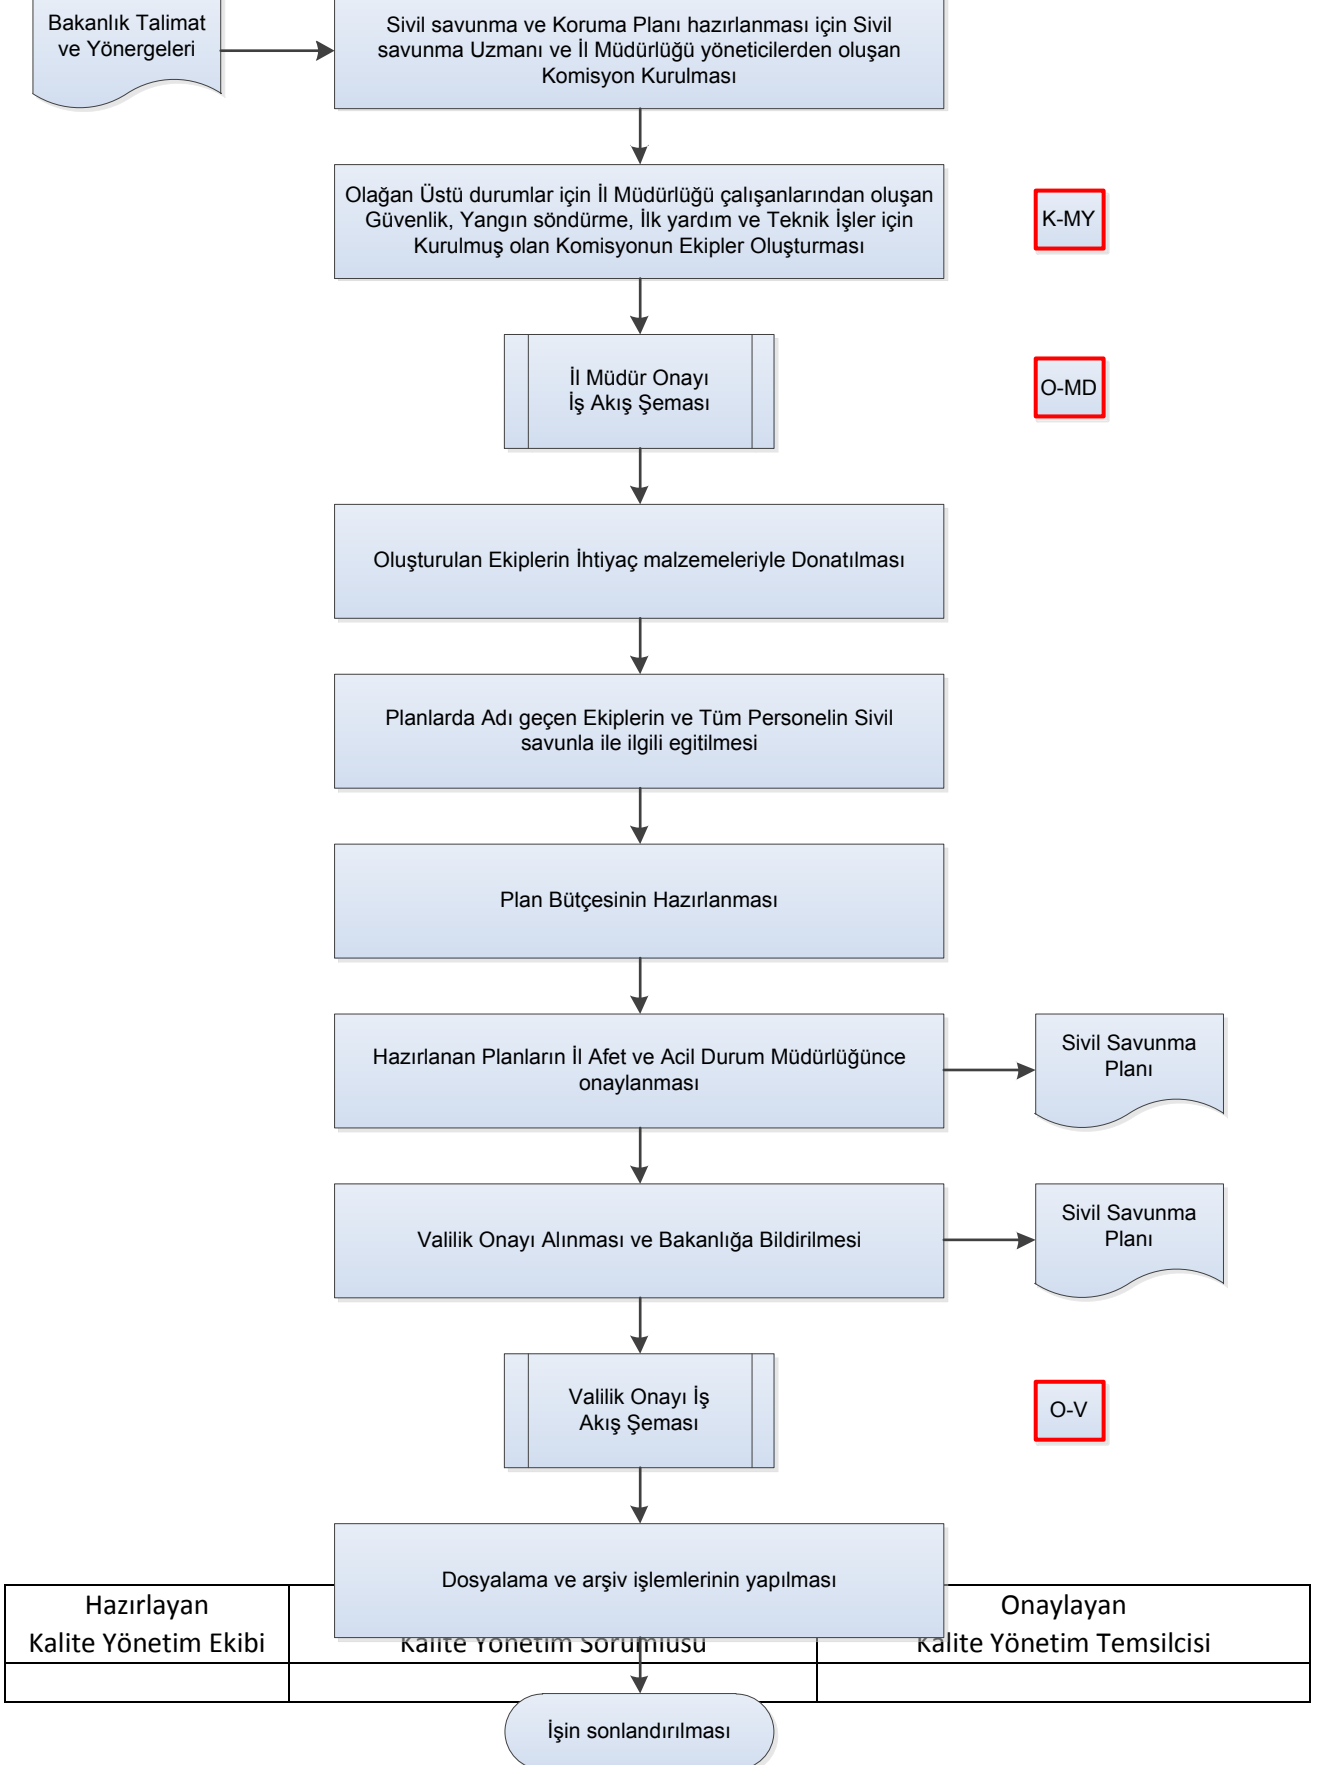 Bakanlık Talimat
ve Yönergeleri
Sivil savunma ve Koruma Planı hazırlanması için Sivil
savunma Uzmanı ve İl Müdürlüğü yöneticilerden oluşan
Komisyon Kurulması
Olağan Üstü durumlar için İl Müdürlüğü çalışanlarından oluşan
Güvenlik, Yangın söndürme, İlk yardım ve Teknik İşler için
Kurulmuş olan Komisyonun Ekipler Oluşturması
K-MY
İl Müdür Onayı
İş Akış Şeması
O-MD
Oluşturulan Ekiplerin İhtiyaç malzemeleriyle Donatılması
Planlarda Adı geçen Ekiplerin ve Tüm Personelin Sivil
savunla ile ilgili egitilmesi
Plan Bütçesinin Hazırlanması
Hazırlanan Planların İl Afet ve Acil Durum Müdürlüğünce
onaylanması
Sivil Savunma
Planı
Valilik Onayı Alınması ve Bakanlığa Bildirilmesi
Sivil Savunma
Planı
Valilik Onayı İş
Akış Şeması
O-V
Dosyalama ve arşiv işlemlerinin yapılması
Hazırlayan
Kalite Yönetim Ekibi
Kalite Yönetim Sorumlusu
Onaylayan
Kalite Yönetim Temsilcisi
İşin sonlandırılması